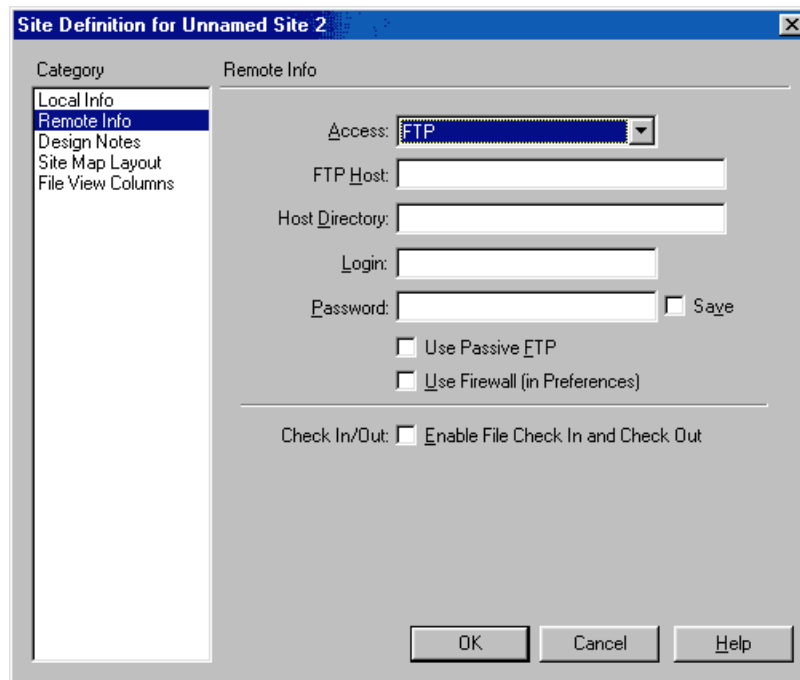 Site Definition for Unnamed Site 2
Category
Local Info
Remote Info
Design Notes
Site Map Layout
File View Columns
Remote Info
Access: FTP
FTP Host:
Host Directory:
Login:
Password: Save
Use Passive FTP
Use Firewall (in Preferences)
Check In/Out: Enable File Check In and Check Out
OK Cancel Help